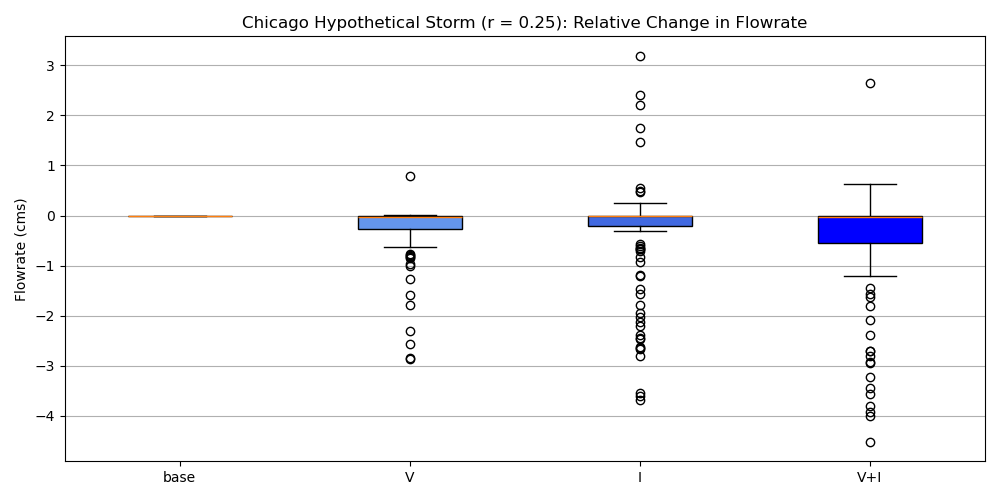 Chicago Hypothetical Storm (r = 0.25): Relative Change in Flowrate
Flowrate (cms)
3
2
1
0
−1
−2
−3
−4
base
V
I
V+I